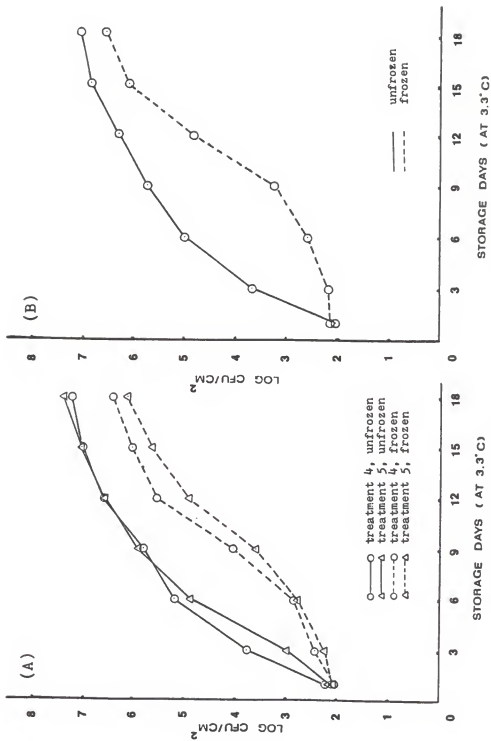 (A)
8
7
6
5
4
3
2
0
LOG CFU/CM2
3
6
9
12
15
18
STORAGE DAYS ( AT 3.3°C)
treatment 4, unfrozen
treatment 5, unfrozen
treatment 4, frozen
treatment 5, frozen
(B)
8
7
6
5
4
3
2
0
LOG CFU/CM2
3
6
9
12
15
18
STORAGE DAYS ( AT 3.3°C)
unfrozen
frozen